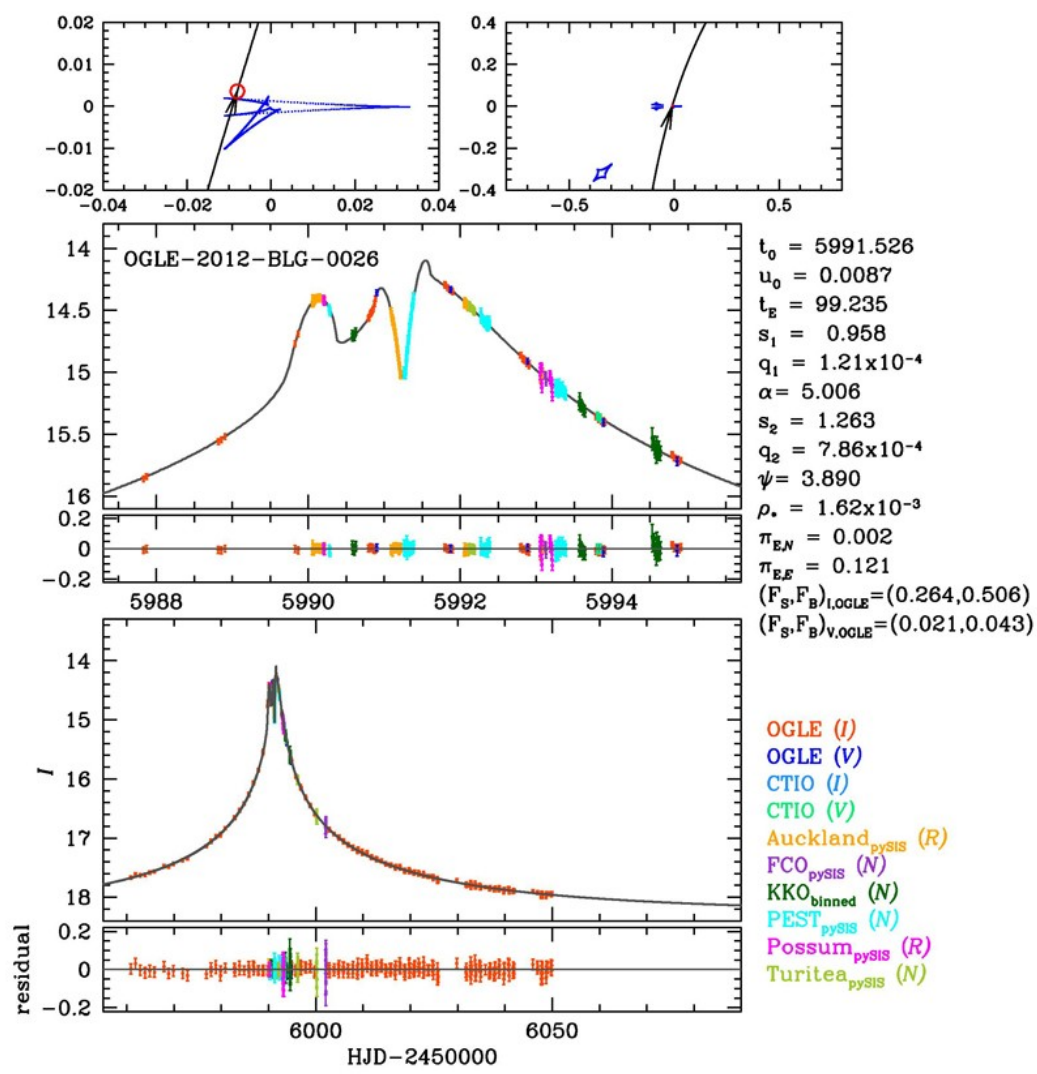 0.02
0.01
0
−0.01
−0.02
−0.04 −0.02 0 0.02 0.04
0.4
0.2
0
−0.2
−0.4
−0.5 0 0.5
OGLE−2012−BLG−0026
14
14.5
15
15.5
16
0.2
0
−0.2
5988 5990 5992 5994
t₀ = 5991.526
u₀ = 0.0087
t_E = 99.235
s₁ = 0.958
q₁ = 1.21x10⁻⁴
α= 5.006
s₂ = 1.263
q₂ = 7.86x10⁻⁴
ψ= 3.890
ρ* = 1.62x10⁻³
π_E,N = 0.002
π_E,E = 0.121
(F_S,F_B)_I,OGLE=(0.264,0.506)
(F_S,F_B)_V,OGLE=(0.021,0.043)
14
15
16
17
18
I
0.2
0
−0.2
residual
6000 6050
HJD−2450000
OGLE (I)
OGLE (V)
CTIO (I)
CTIO (V)
Auckland_pySIS (R)
FCO_pySIS (N)
KKO_binned (N)
PEST_pySIS (N)
Possum_pySIS (R)
Turitea_pySIS (N)